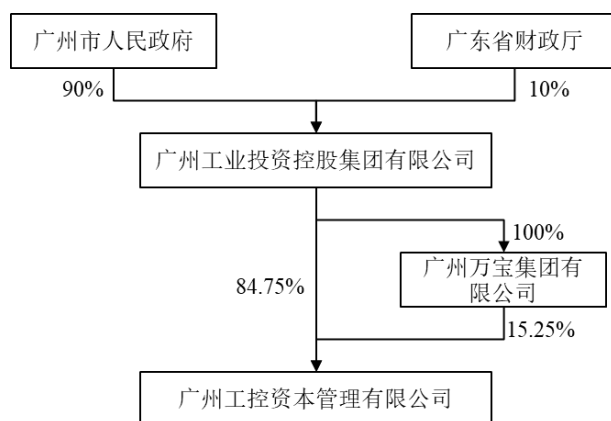 广州市人民政府
广东省财政厅
90%
10%
广州工业投资控股集团有限公司
100%
广州万宝集团有
限公司
84.75%
15.25%
广州工控资本管理有限公司